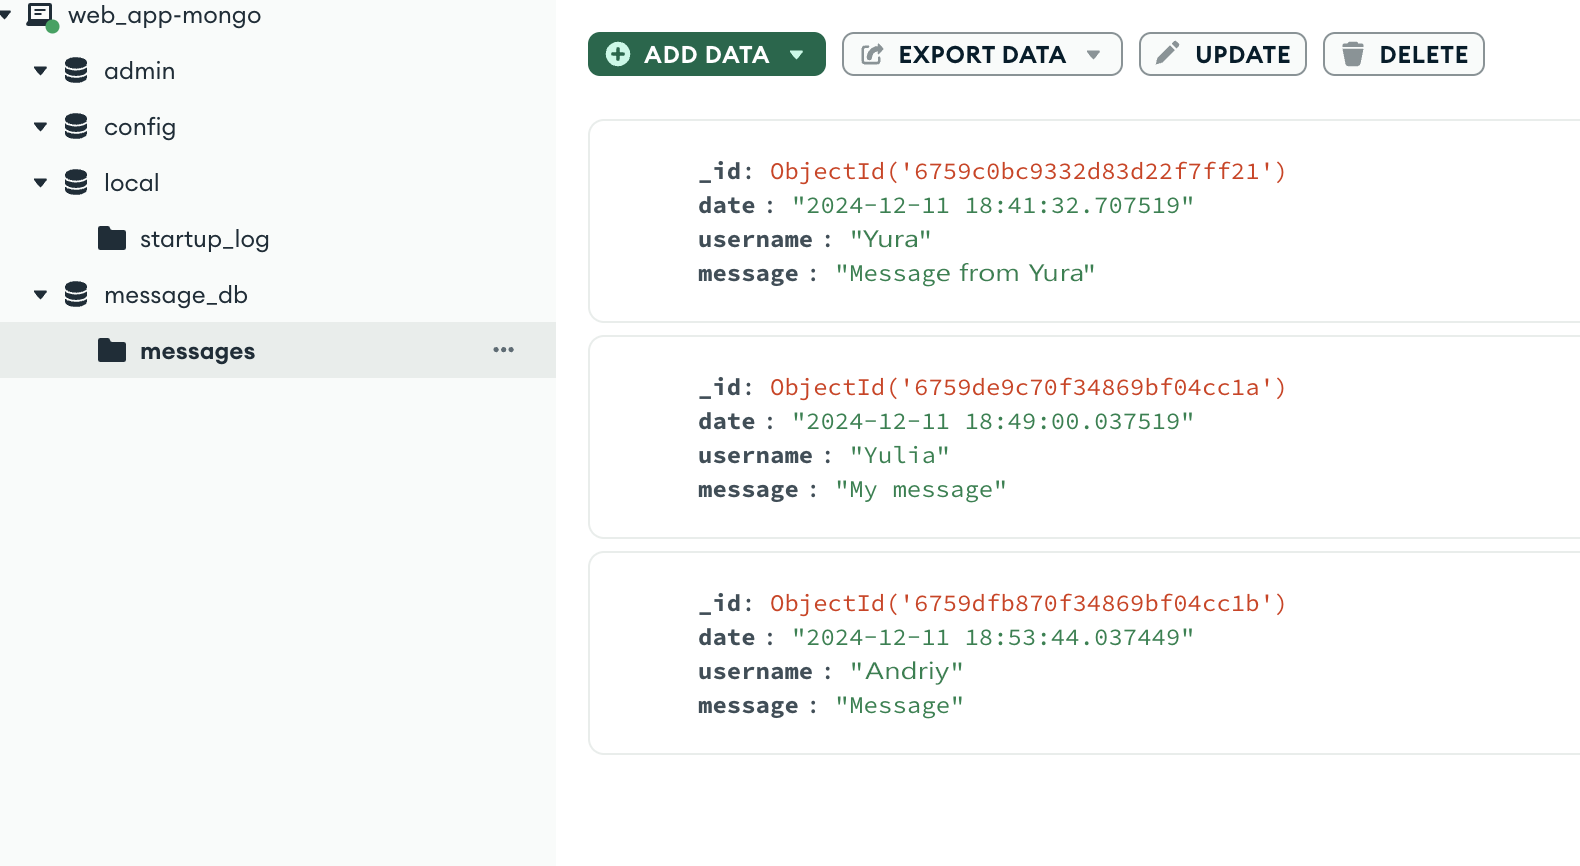 web_app-mongo
admin
config
local
startup_log
message_db
messages
ADD DATA
EXPORT DATA
UPDATE
DELETE
_id: ObjectId('6759c0bc9332d83d22f7ff21')
date : "2024-12-11 18:41:32.707519"
username : "Yura"
message : "Message from Yura"
_id: ObjectId('6759de9c70f34869bf04cc1a')
date : "2024-12-11 18:49:00.037519"
username : "Yulia"
message : "My message"
_id: ObjectId('6759dfb870f34869bf04cc1b')
date : "2024-12-11 18:53:44.037449"
username : "Andriy"
message : "Message"